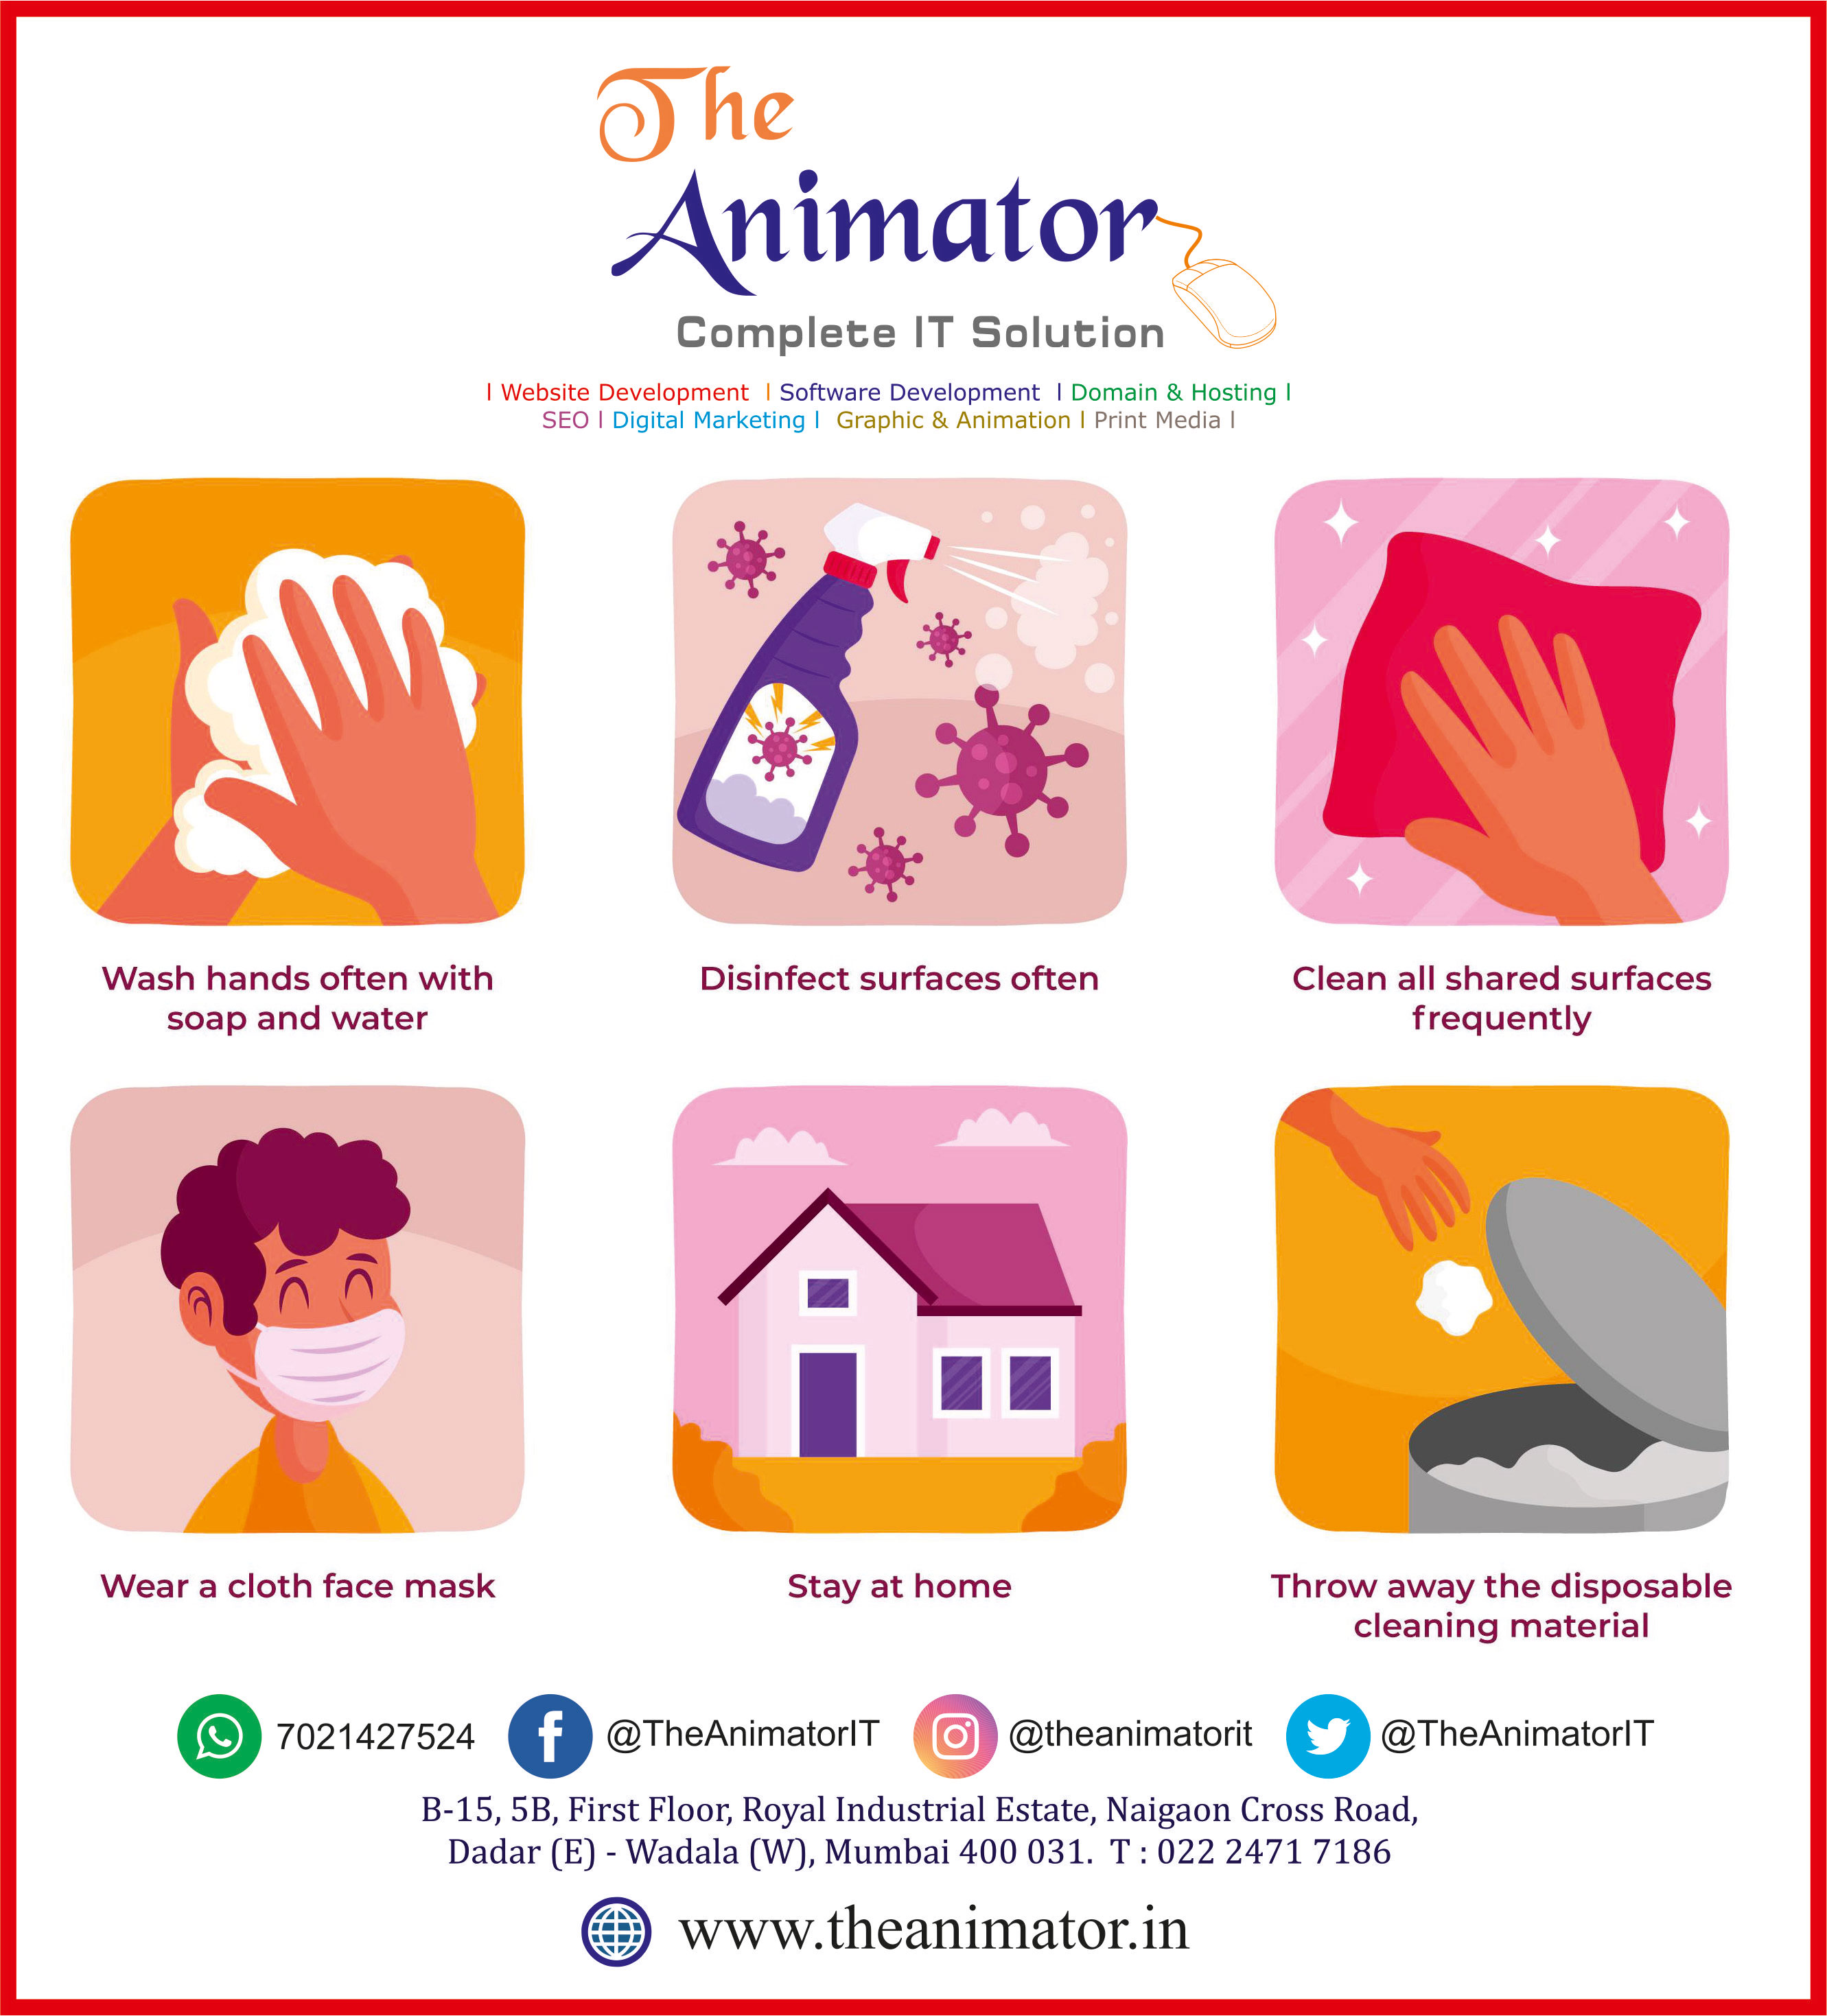 The
Animator
Complete IT Solution
l Website Development l Software Development l Domain & Hosting l
SEO l Digital Marketing l Graphic & Animation l Print Media l
Wash hands often with
soap and water
Disinfect surfaces often
Clean all shared surfaces
frequently
Wear a cloth face mask
Stay at home
Throw away the disposable
cleaning material
7021427524 @TheAnimatorIT @theanimatorit @TheAnimatorIT
B-15, 5B, First Floor, Royal Industrial Estate, Naigaon Cross Road,
Dadar (E) - Wadala (W), Mumbai 400 031. T : 022 2471 7186
www.theanimator.in